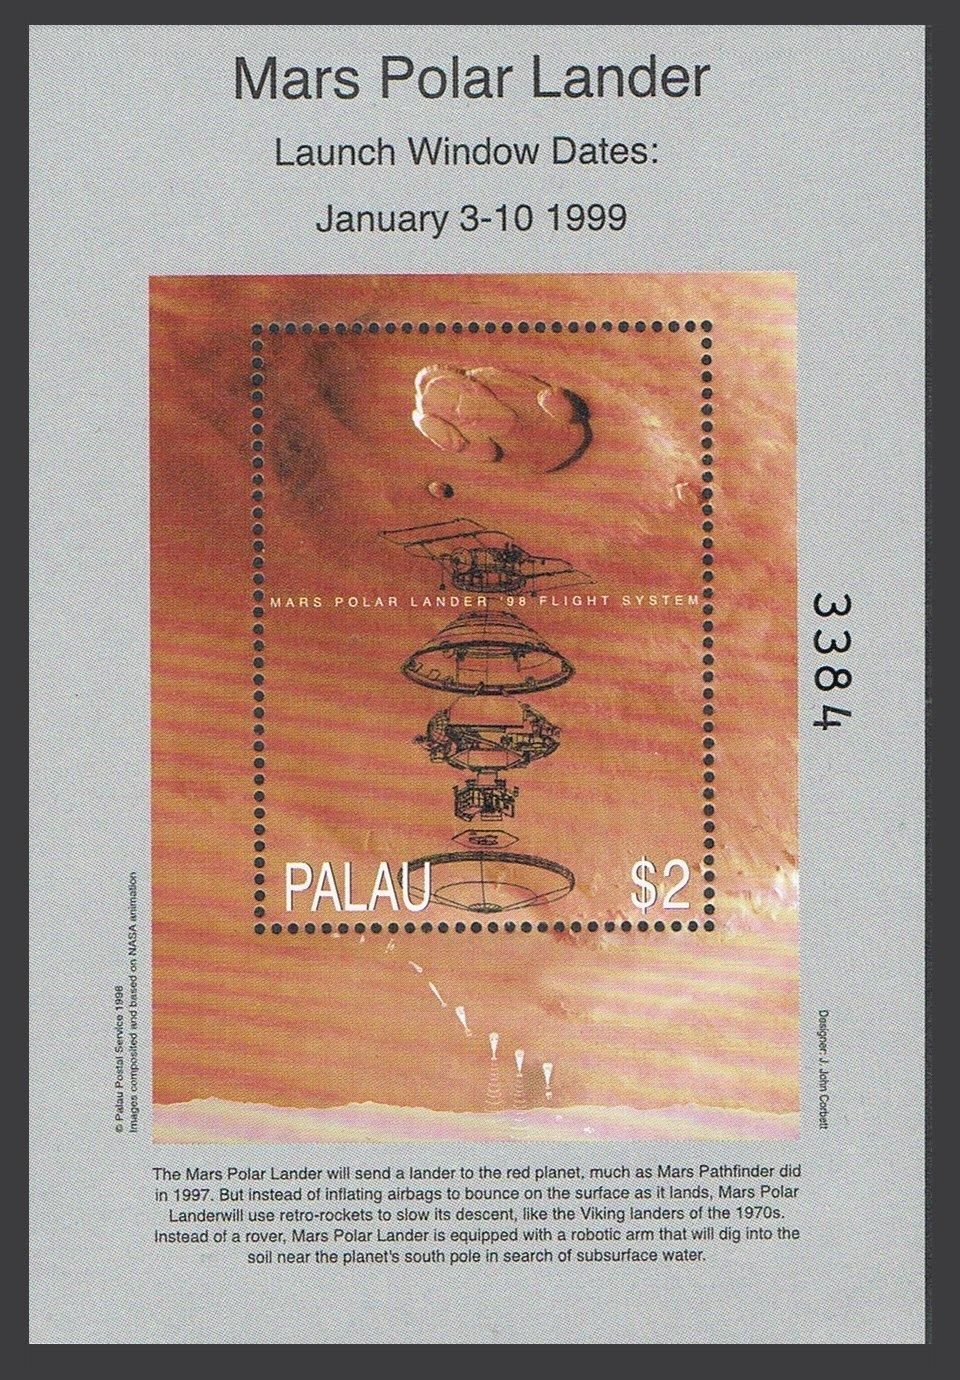 Mars Polar Lander
Launch Window Dates:
January 3-10 1999
MARS POLAR LANDER '98 FLIGHT SYSTEM
3384
PALAU
$2
© Palau Postal Service 1998
Images composited and based on NASA animation
Designer: J. John Corbett
The Mars Polar Lander will send a lander to the red planet, much as Mars Pathfinder did
in 1997. But instead of inflating airbags to bounce on the surface as it lands, Mars Polar
Landerwill use retro-rockets to slow its descent, like the Viking landers of the 1970s.
Instead of a rover, Mars Polar Lander is equipped with a robotic arm that will dig into the
soil near the planet's south pole in search of subsurface water.